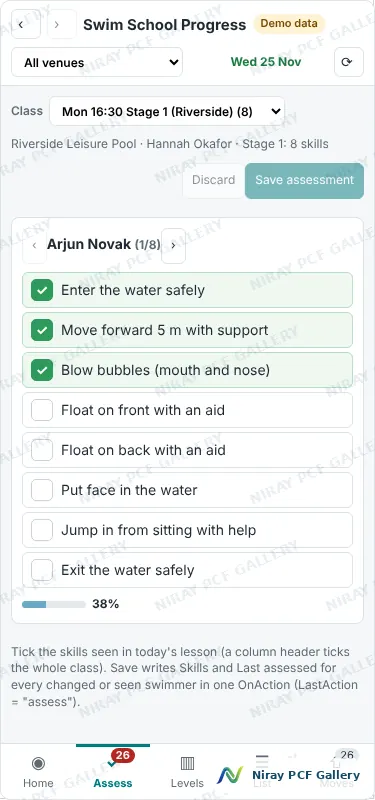 ‹ › Swim School Progress Demo data
All venues Wed 25 Nov ⟳
Class Mon 16:30 Stage 1 (Riverside) (8)
Riverside Leisure Pool · Hannah Okafor · Stage 1: 8 skills
Discard Save assessment
‹ Arjun Novak (1/8) ›
Enter the water safely
Move forward 5 m with support
Blow bubbles (mouth and nose)
Float on front with an aid
Float on back with an aid
Put face in the water
Jump in from sitting with help
Exit the water safely
38%
Tick the skills seen in today's lesson (a column header ticks
the whole class). Save writes Skills and Last assessed for
every changed or seen swimmer in one OnAction (LastAction
= "assess").
26 26
Home Assess Levels List Moves
Niray PCF Gallery
NIRAY PCF GALLERY